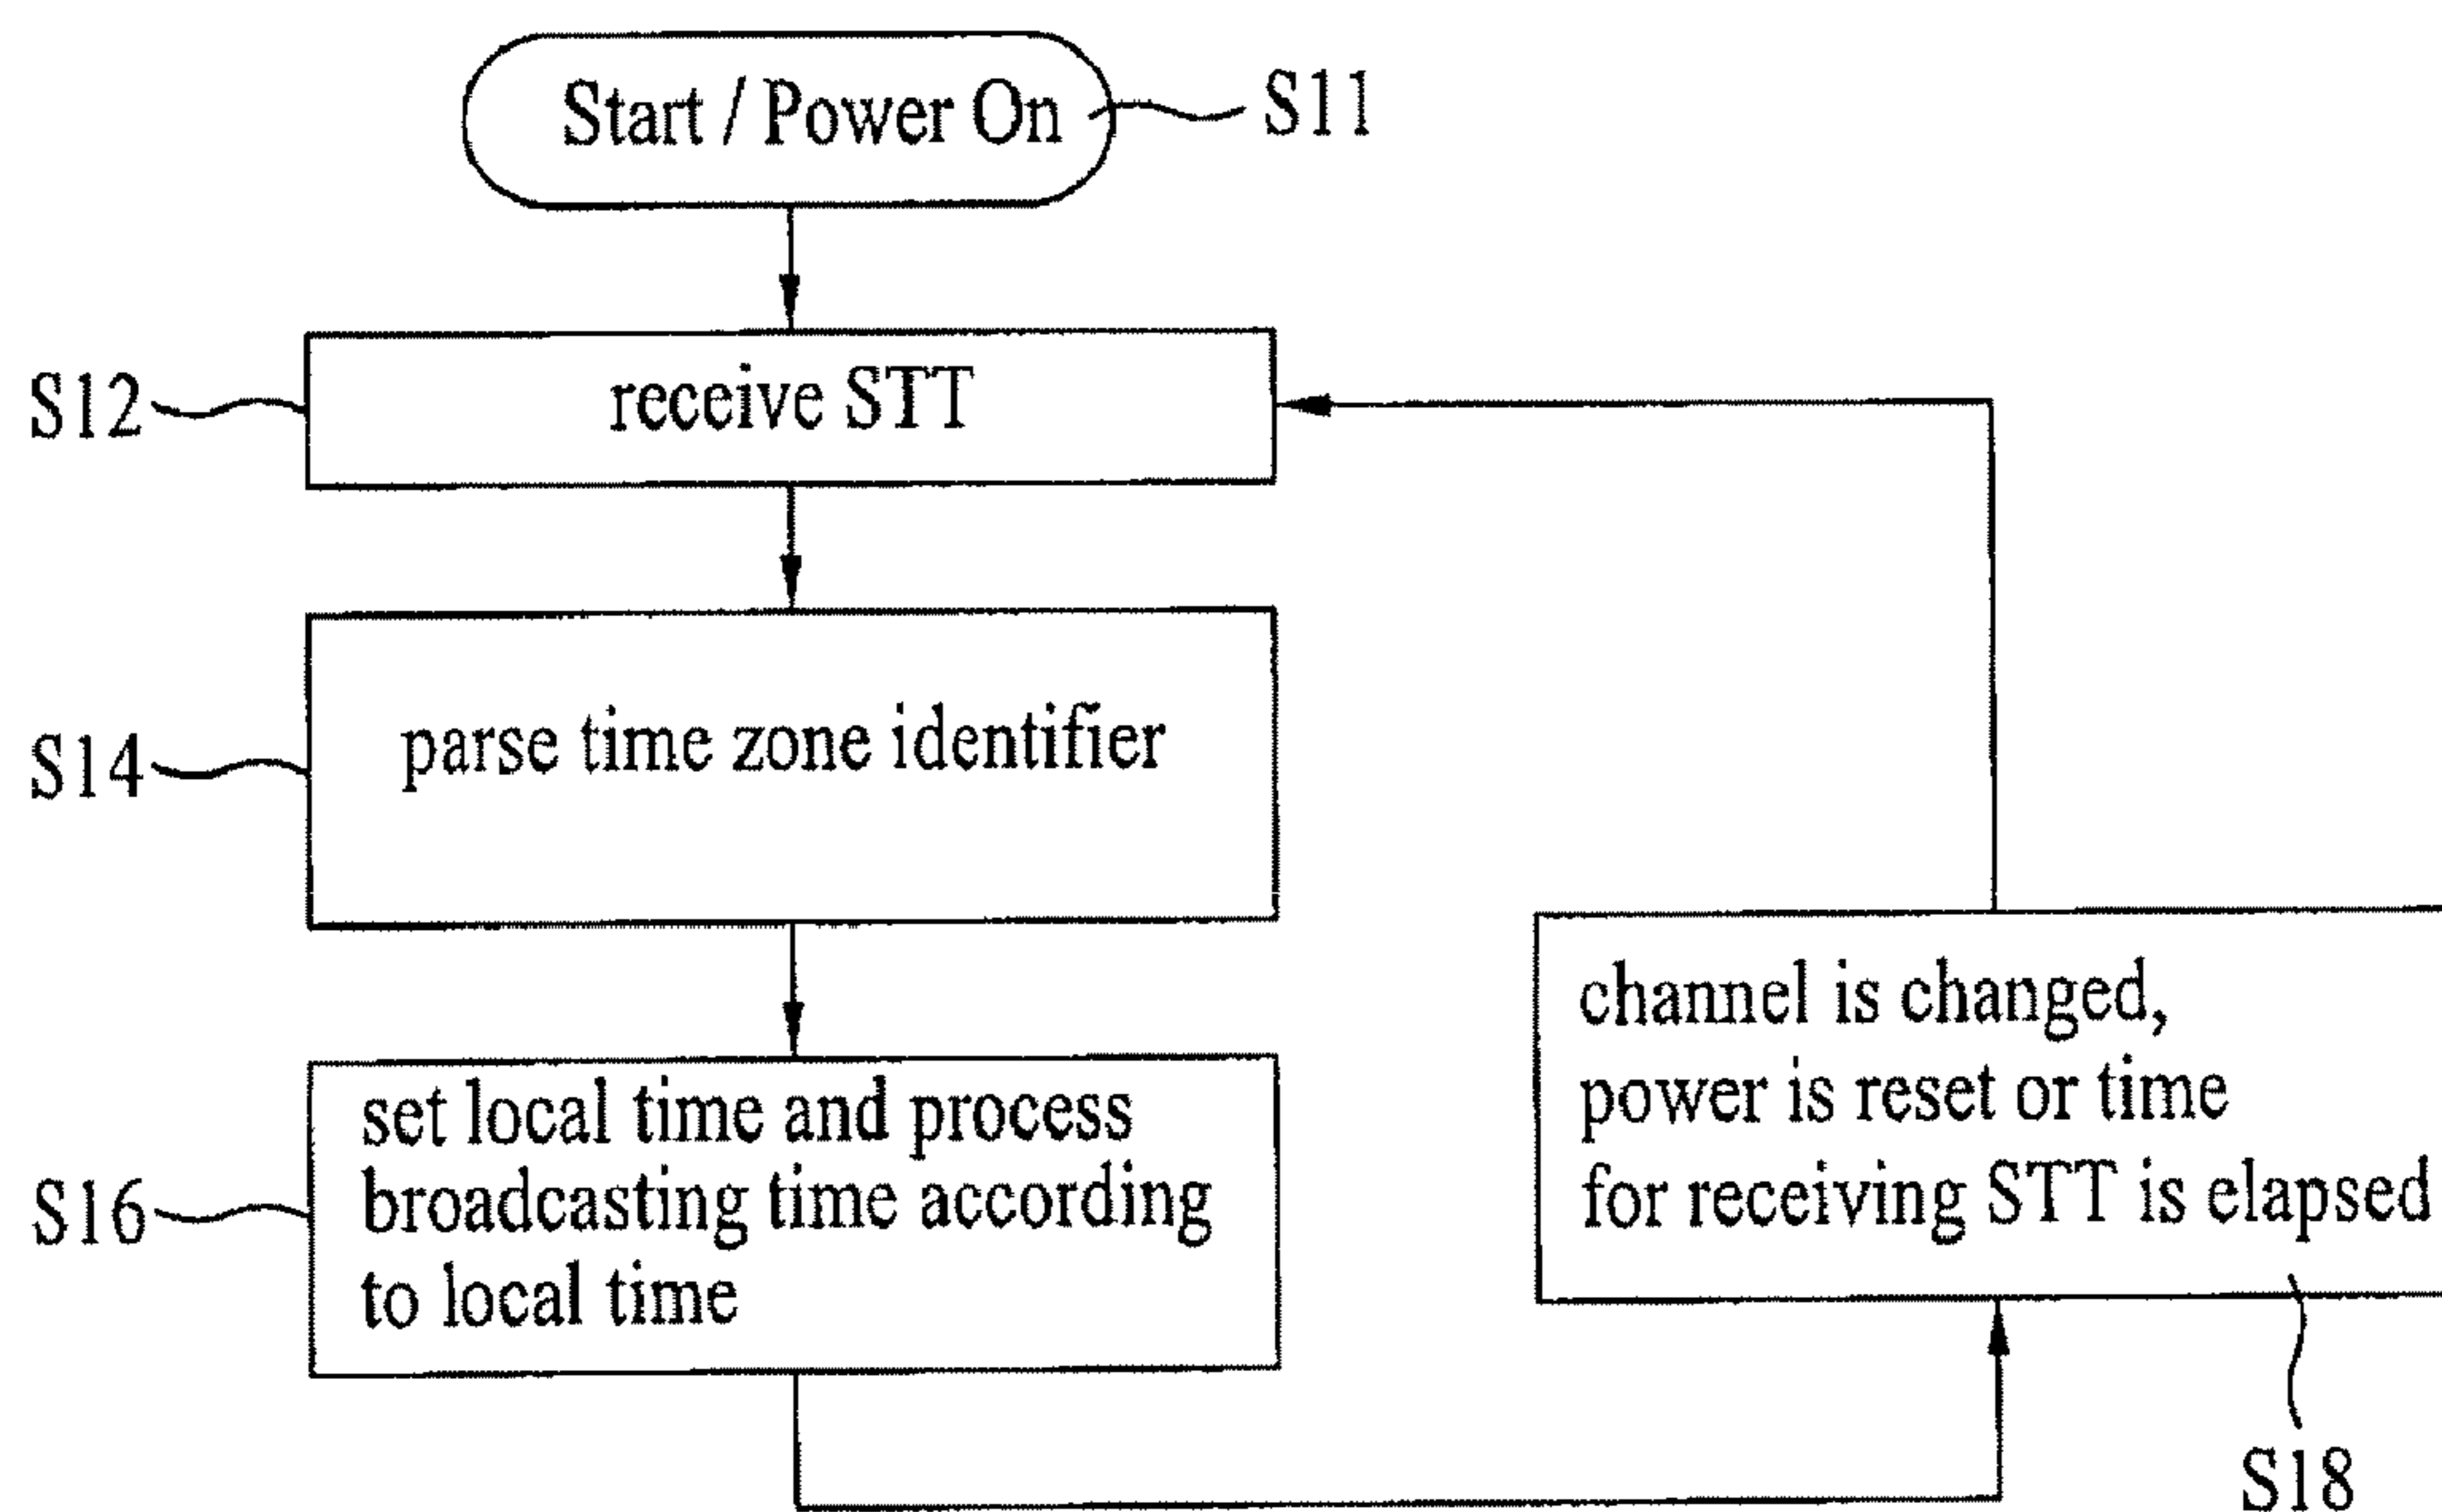 Start / Power On
S11
S12
receive STT
S14
parse time zone identifier
S16
set local time and process
broadcasting time according
to local time
channel is changed,
power is reset or time
for receiving STT is elapsed
S18